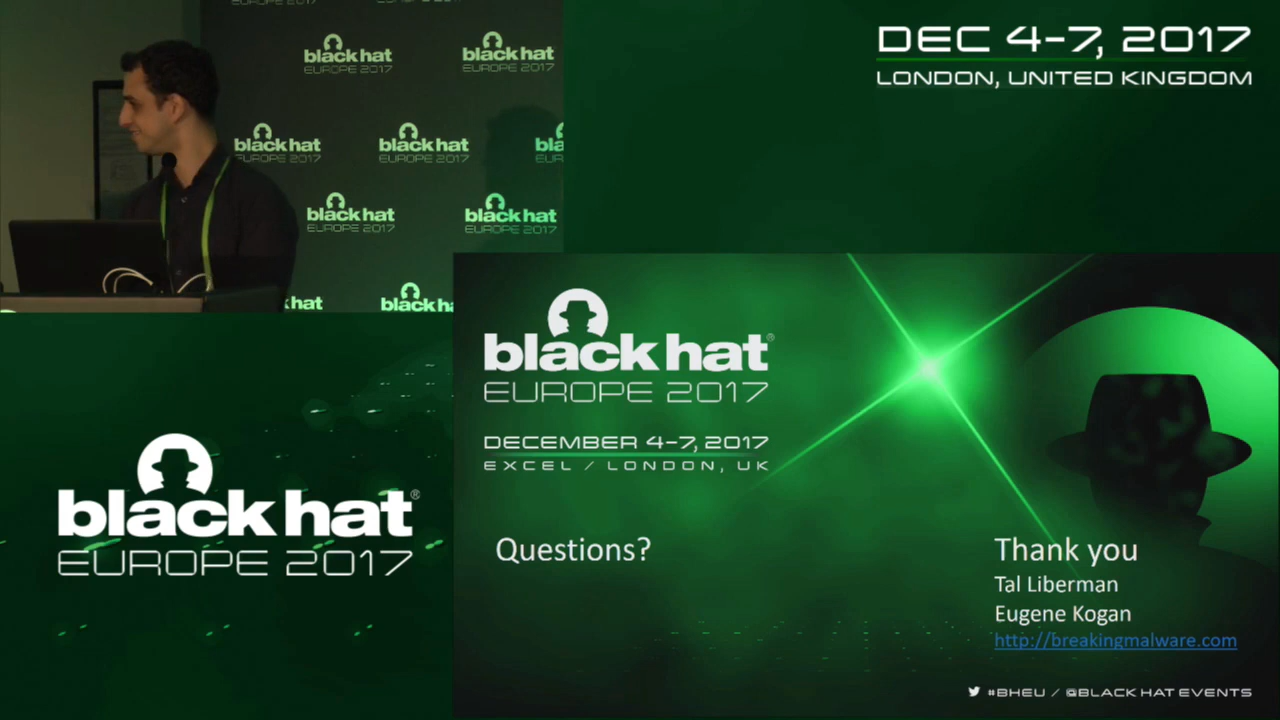 black hat
EUROPE 2017
black hat
EUROPE 2017
black hat
EUROPE 2017
black hat
EUROPE 2017
black hat
EUROPE 2017
black hat
EUROPE 2017
hat
black hat
DEC 4-7, 2017
LONDON, UNITED KINGDOM
black hat®
EUROPE 2017
DECEMBER 4-7, 2017
EXCEL / LONDON, UK
Questions?
Thank you
Tal Liberman
Eugene Kogan
http://breakingmalware.com
#BHEU / @BLACK HAT EVENTS
black hat®
EUROPE 2017